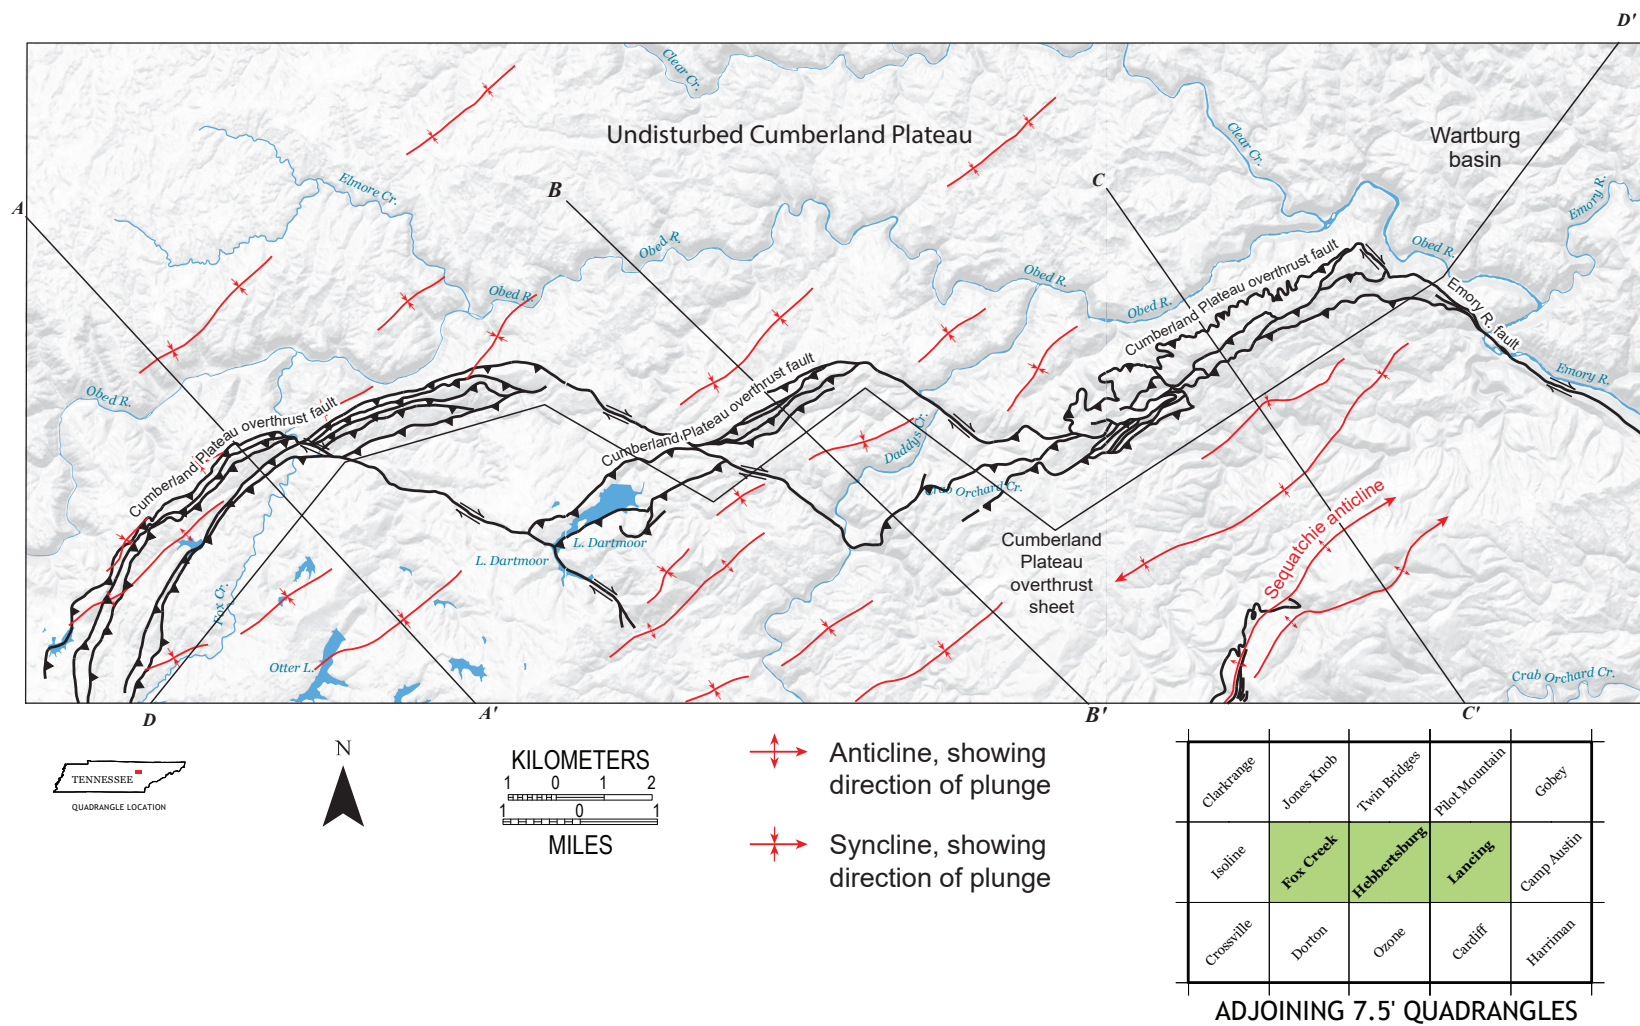 D'
Clear Cr.
Undisturbed Cumberland Plateau
Wartburg
basin
Clear Cr.
Elmore Cr.
B
C
Emory R.
A
Obed R.
Obed R.
Obed R.
Obed R.
Obed R.
Cumberland Plateau overthrust fault
Emory R. fault
Emory R.
Obed R.
Cumberland Plateau overthrust fault
Cumberland Plateau overthrust fault
Daddys Cr.
Crab Orchard Cr.
L. Dartmoor
L. Dartmoor
Cumberland
Plateau
overthrust
sheet
Sequatchie anticline
Fox Cr.
Otter L.
Crab Orchard Cr.
D
A'
B'
C'
TENNESSEE
QUADRANGLE LOCATION
N
KILOMETERS
1 0 1 2
1 0 1
MILES
Anticline, showing
direction of plunge
Syncline, showing
direction of plunge
Clarkrange
Jones Knob
Twin Bridges
Pilot Mountain
Gobey
Isoline
Fox Creek
Hebbertsburg
Lancing
Camp Austin
Crossville
Dorton
Ozone
Cardiff
Harriman
ADJOINING 7.5' QUADRANGLES